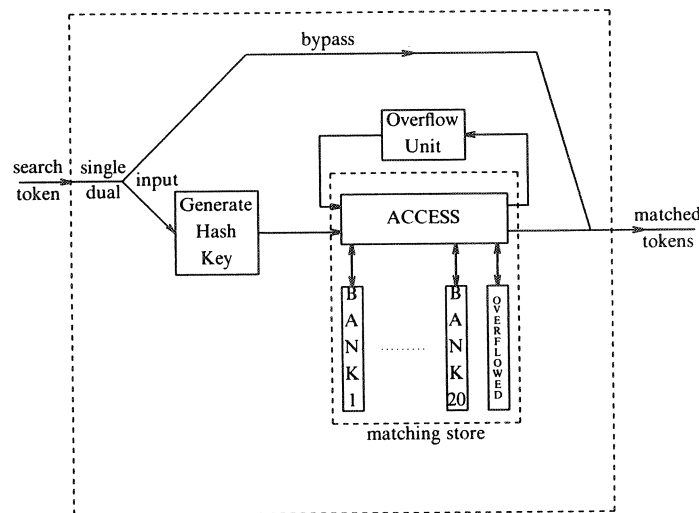 bypass
Overflow
Unit
search
token
single
dual
input
Generate
Hash
Key
ACCESS
matched
tokens
BANK1
.........
BANK20
OVERFLOWED
matching store